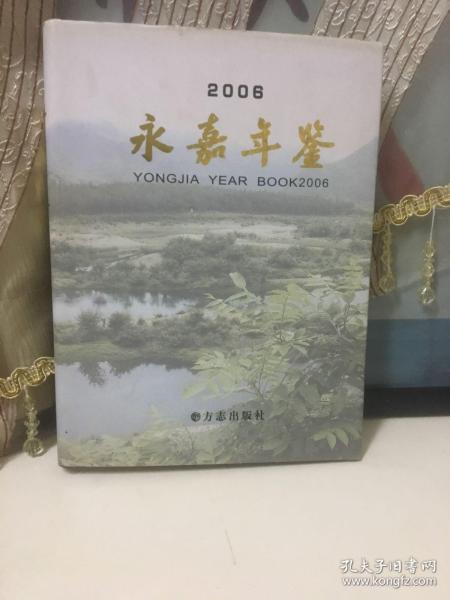 2006
永嘉年鉴
YONGJIA YEAR BOOK2006
方志出版社
孔夫子旧书网
www.kongfz.com